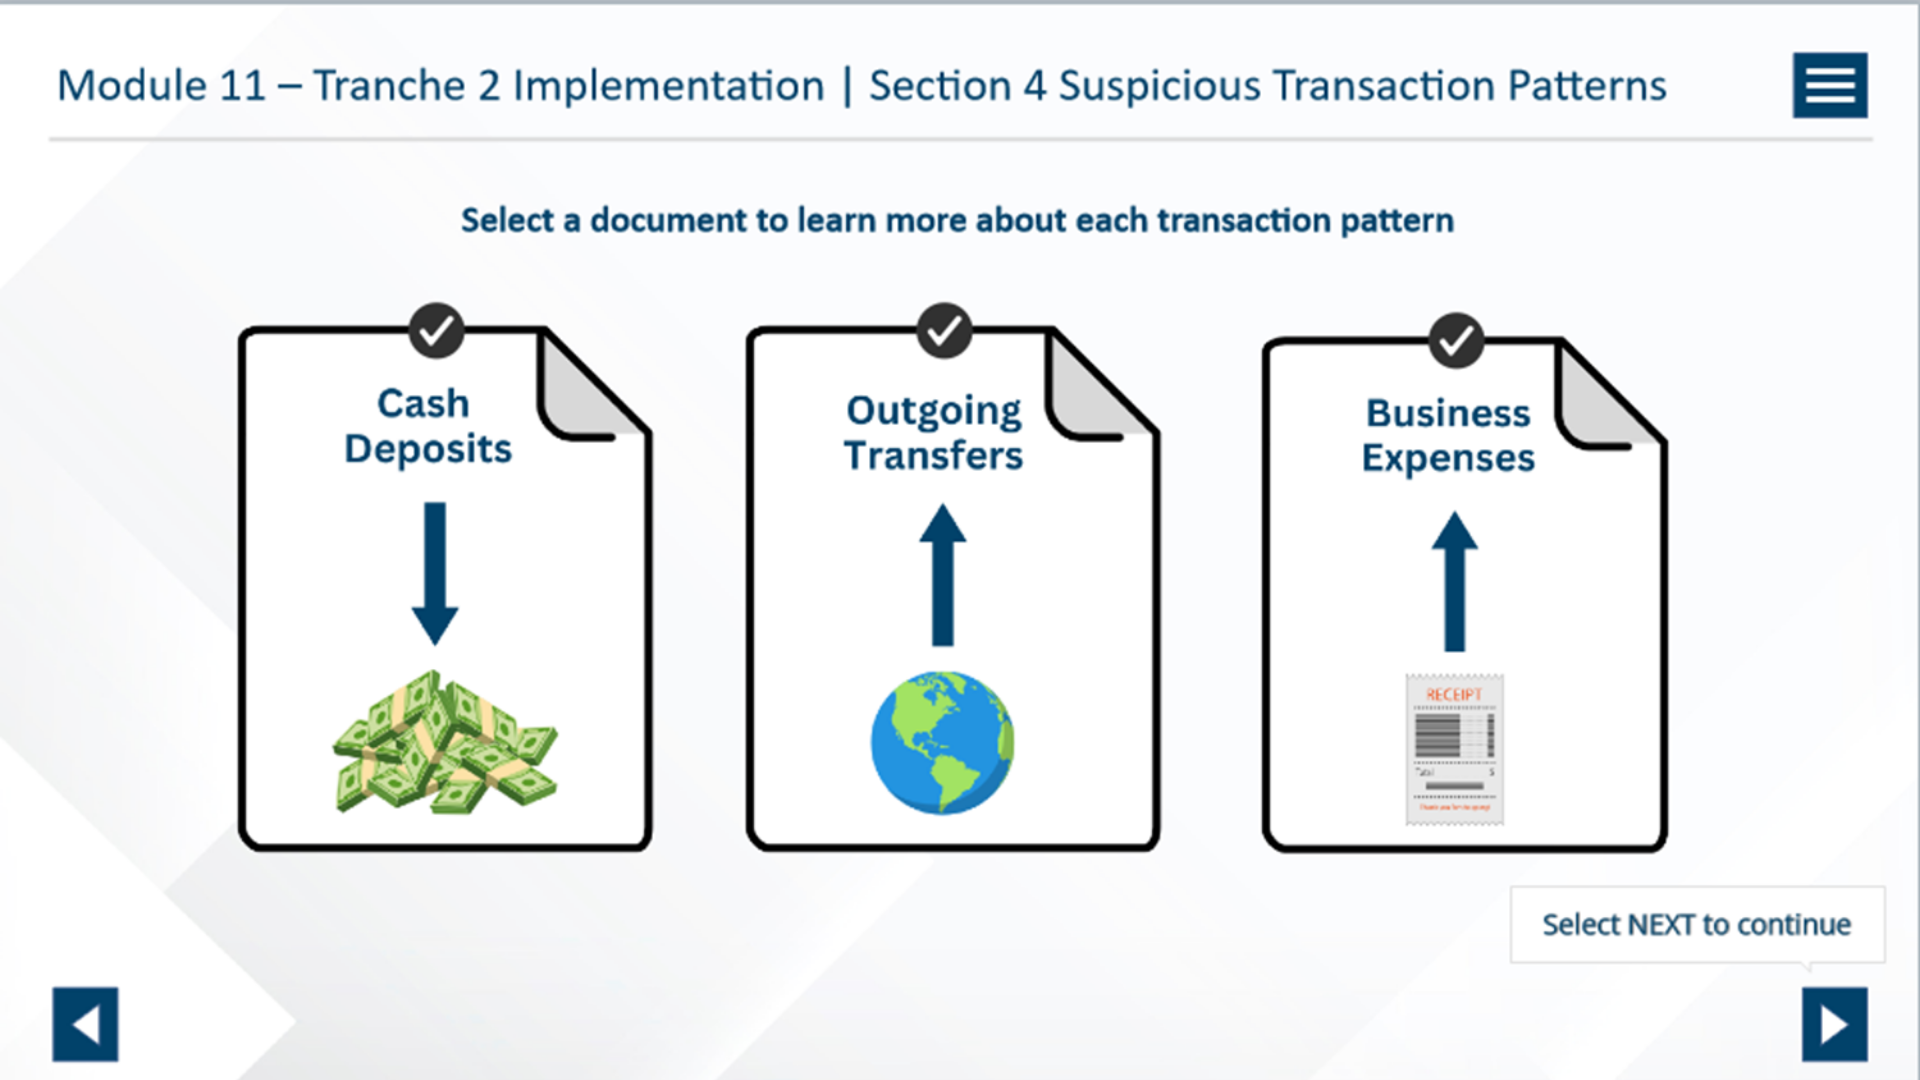 Module 11 – Tranche 2 Implementation | Section 4 Suspicious Transaction Patterns
Select a document to learn more about each transaction pattern
Cash
Deposits
Outgoing
Transfers
Business
Expenses
RECEIPT
Total $
Select NEXT to continue